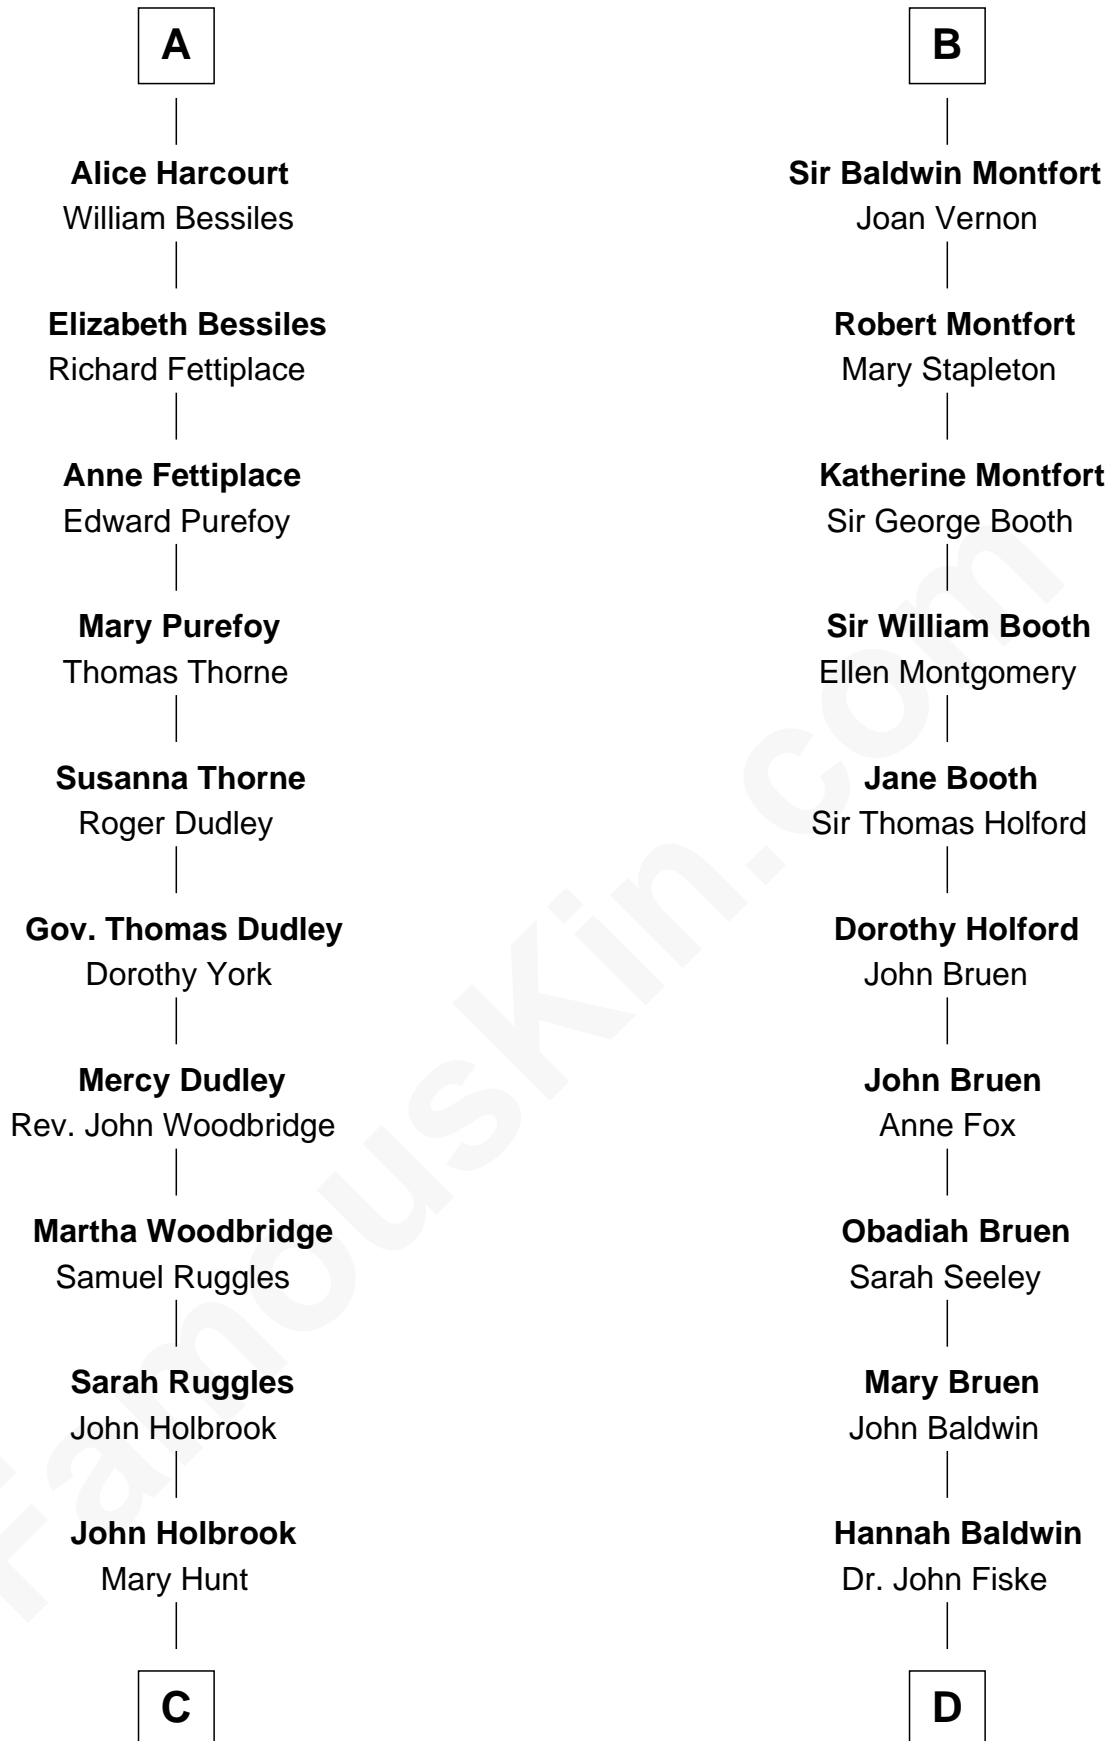 A
Alice Harcourt
William Bessiles
Elizabeth Bessiles
Richard Fettiplace
Anne Fettiplace
Edward Purefoy
Mary Purefoy
Thomas Thorne
Susanna Thorne
Roger Dudley
Gov. Thomas Dudley
Dorothy York
Mercy Dudley
Rev. John Woodbridge
Martha Woodbridge
Samuel Ruggles
Sarah Ruggles
John Holbrook
John Holbrook
Mary Hunt
C
B
Sir Baldwin Montfort
Joan Vernon
Robert Montfort
Mary Stapleton
Katherine Montfort
Sir George Booth
Sir William Booth
Ellen Montgomery
Jane Booth
Sir Thomas Holford
Dorothy Holford
John Bruen
John Bruen
Anne Fox
Obadiah Bruen
Sarah Seeley
Mary Bruen
John Baldwin
Hannah Baldwin
Dr. John Fiske
D
FamousKin.com